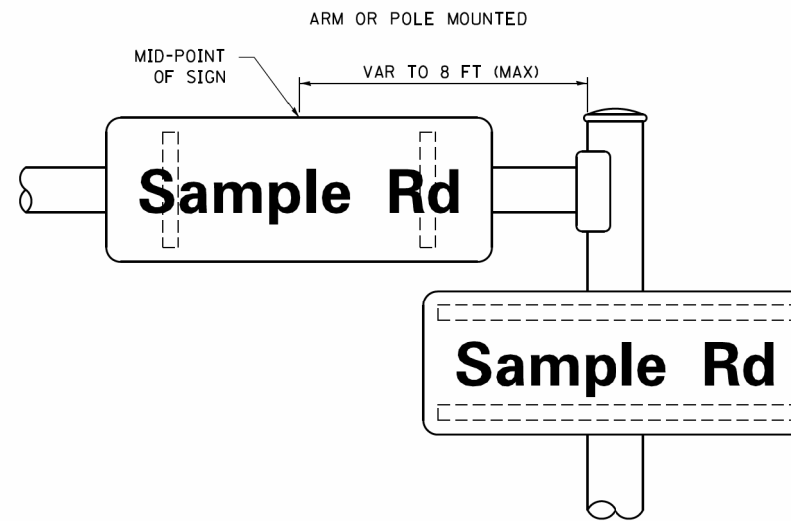 ARM OR POLE MOUNTED
MID-POINT
OF SIGN
VAR TO 8 FT (MAX)
Sample Rd
Sample Rd